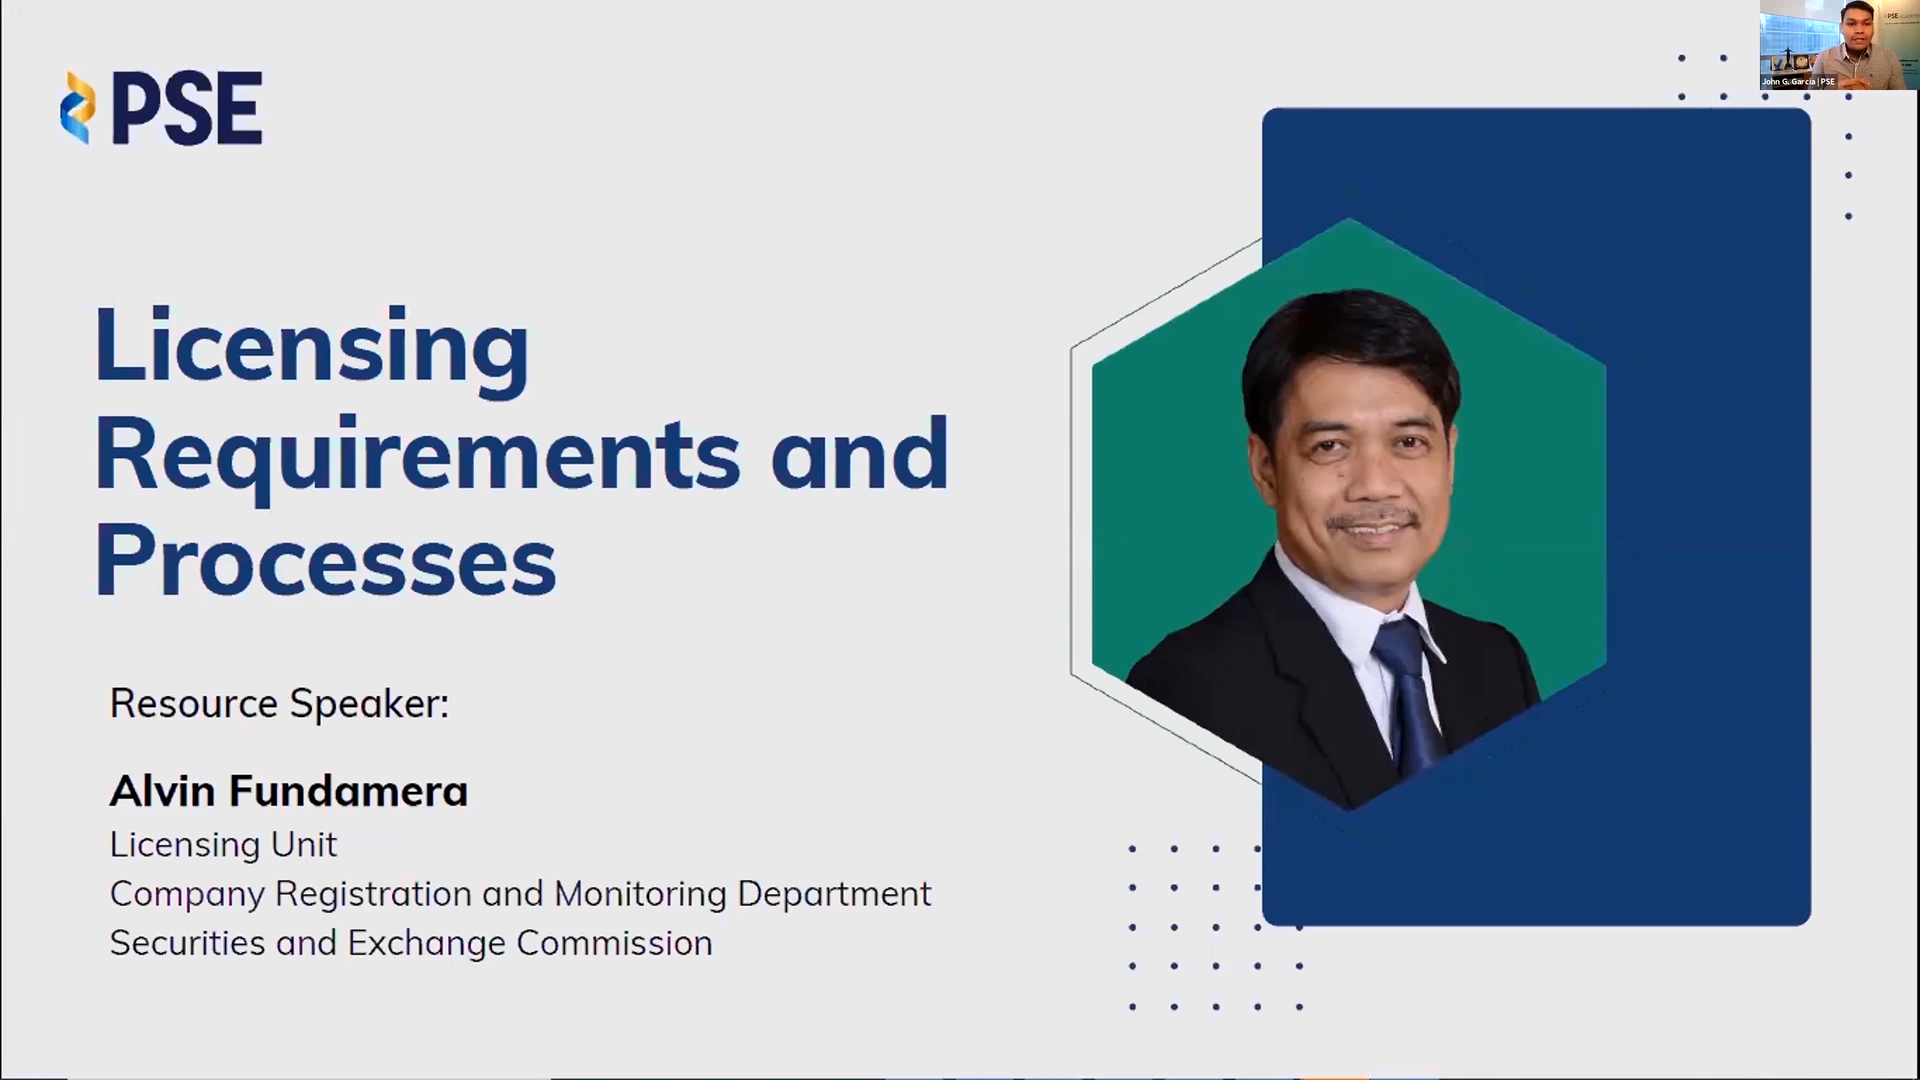 PSE
Licensing
Requirements and
Processes
Resource Speaker:
Alvin Fundamera
Licensing Unit
Company Registration and Monitoring Department
Securities and Exchange Commission
John G. Garcia | PSE